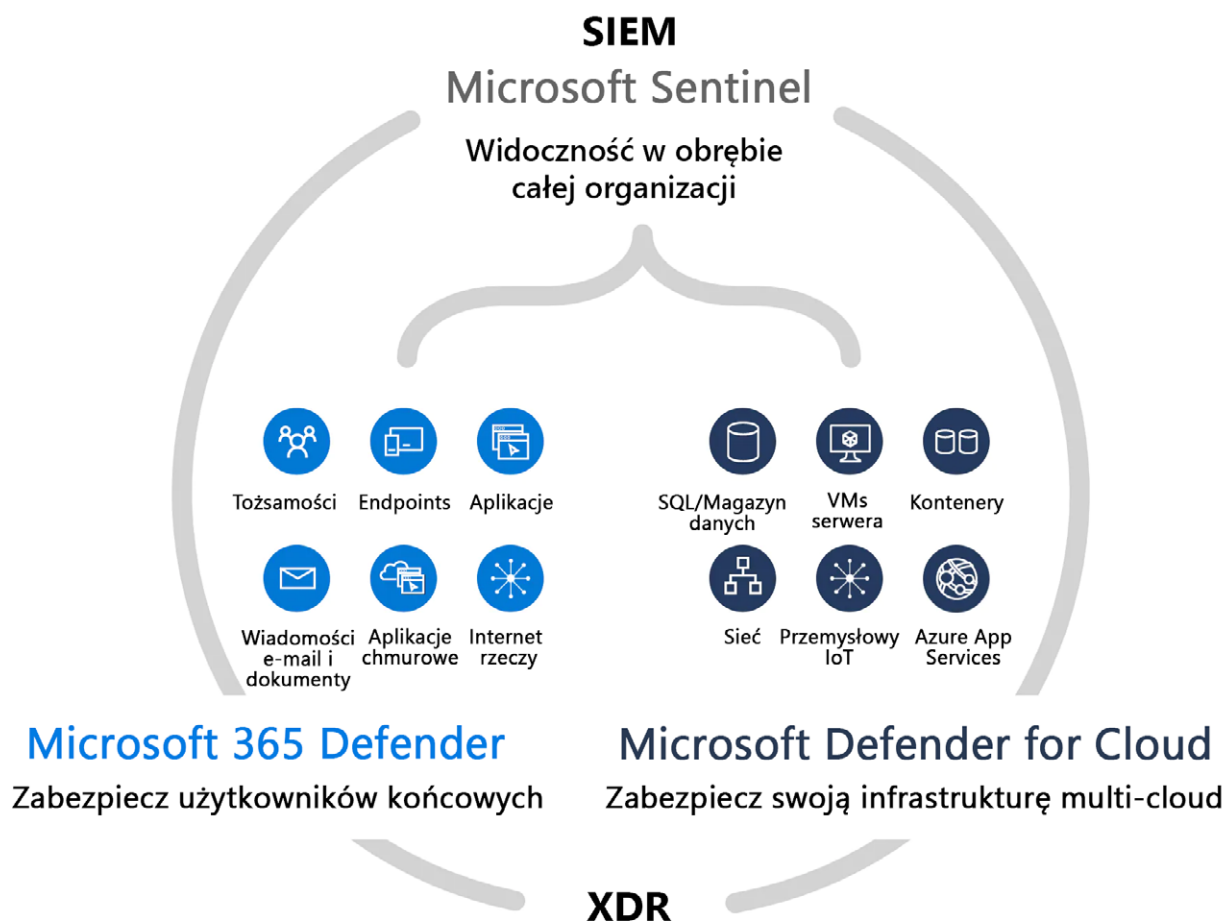 SIEM
Microsoft Sentinel
Widoczność w obrębie
całej organizacji
Tożsamości
Endpoints
Aplikacje
Wiadomości
e-mail i
dokumenty
Aplikacje
chmurowe
Internet
rzeczy
SQL/Magazyn
danych
VMs
serwera
Kontenery
Sieć
Przemysłowy
IoT
Azure App
Services
Microsoft 365 Defender
Zabezpiecz użytkowników końcowych
Microsoft Defender for Cloud
Zabezpiecz swoją infrastrukturę multi-cloud
XDR